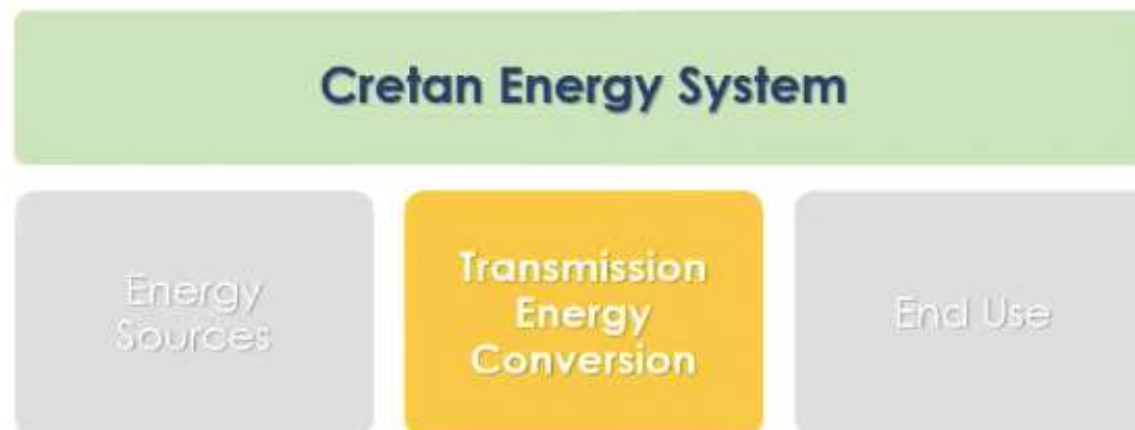 Cretan Energy System
Energy
Sources
Transmission
Energy
Conversion
End Use